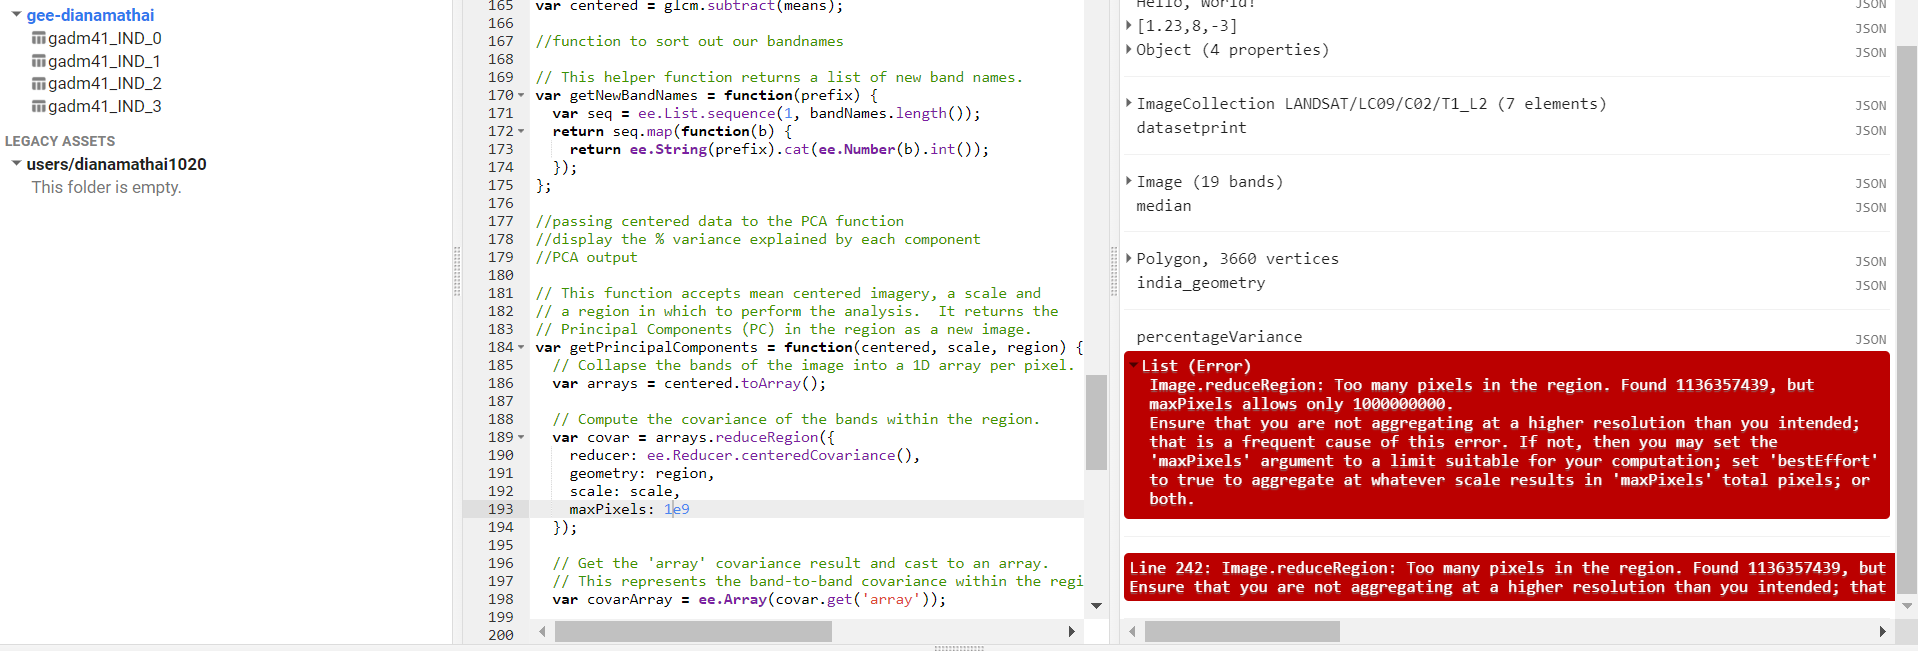 gee-dianamathai
gadm41_IND_0
gadm41_IND_1
gadm41_IND_2
gadm41_IND_3
LEGACY ASSETS
users/dianamathai1020
This folder is empty.
165 var centered = glcm.subtract(means);
166
167 //function to sort out our bandnames
168
169 // This helper function returns a list of new band names.
170 var getNewBandNames = function(prefix) {
171   var seq = ee.List.sequence(1, bandNames.length());
172   return seq.map(function(b) {
173     return ee.String(prefix).cat(ee.Number(b).int());
174   });
175 };
176
177 //passing centered data to the PCA function
178 //display the % variance explained by each component
179 //PCA output
180
181 // This function accepts mean centered imagery, a scale and
182 // a region in which to perform the analysis.  It returns the
183 // Principal Components (PC) in the region as a new image.
184 var getPrincipalComponents = function(centered, scale, region) {
185   // Collapse the bands of the image into a 1D array per pixel.
186   var arrays = centered.toArray();
187
188   // Compute the covariance of the bands within the region.
189   var covar = arrays.reduceRegion({
190     reducer: ee.Reducer.centeredCovariance(),
191     geometry: region,
192     scale: scale,
193     maxPixels: 1e9
194   });
195
196   // Get the 'array' covariance result and cast to an array.
197   // This represents the band-to-band covariance within the regi
198   var covarArray = ee.Array(covar.get('array'));
199
200
Hello, World! JSON
[1.23,8,-3] JSON
Object (4 properties) JSON
ImageCollection LANDSAT/LC09/C02/T1_L2 (7 elements) JSON
datasetprint JSON
Image (19 bands) JSON
median JSON
Polygon, 3660 vertices JSON
india_geometry JSON
percentageVariance JSON
List (Error)
Image.reduceRegion: Too many pixels in the region. Found 1136357439, but
maxPixels allows only 1000000000.
Ensure that you are not aggregating at a higher resolution than you intended;
that is a frequent cause of this error. If not, then you may set the
'maxPixels' argument to a limit suitable for your computation; set 'bestEffort'
to true to aggregate at whatever scale results in 'maxPixels' total pixels; or
both.
Line 242: Image.reduceRegion: Too many pixels in the region. Found 1136357439, but
Ensure that you are not aggregating at a higher resolution than you intended; that